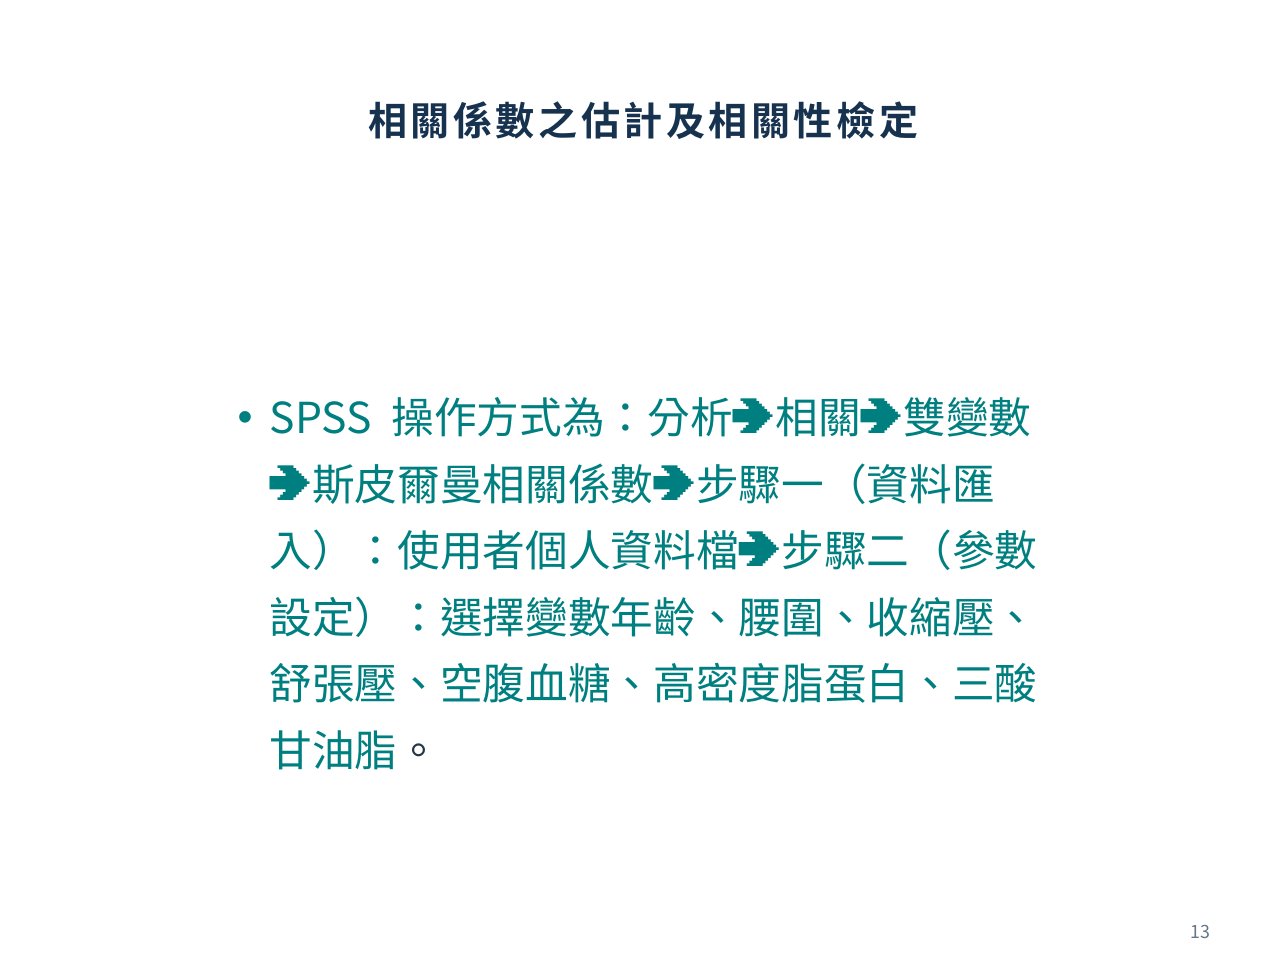 相關係數之估計及相關性檢定
• SPSS 操作方式為：分析🡺相關🡺雙變數
🡺斯皮爾曼相關係數🡺步驟一（資料匯
入）：使用者個人資料檔🡺步驟二（參數
設定）：選擇變數年齡、腰圍、收縮壓、
舒張壓、空腹血糖、高密度脂蛋白、三酸
甘油脂。
13